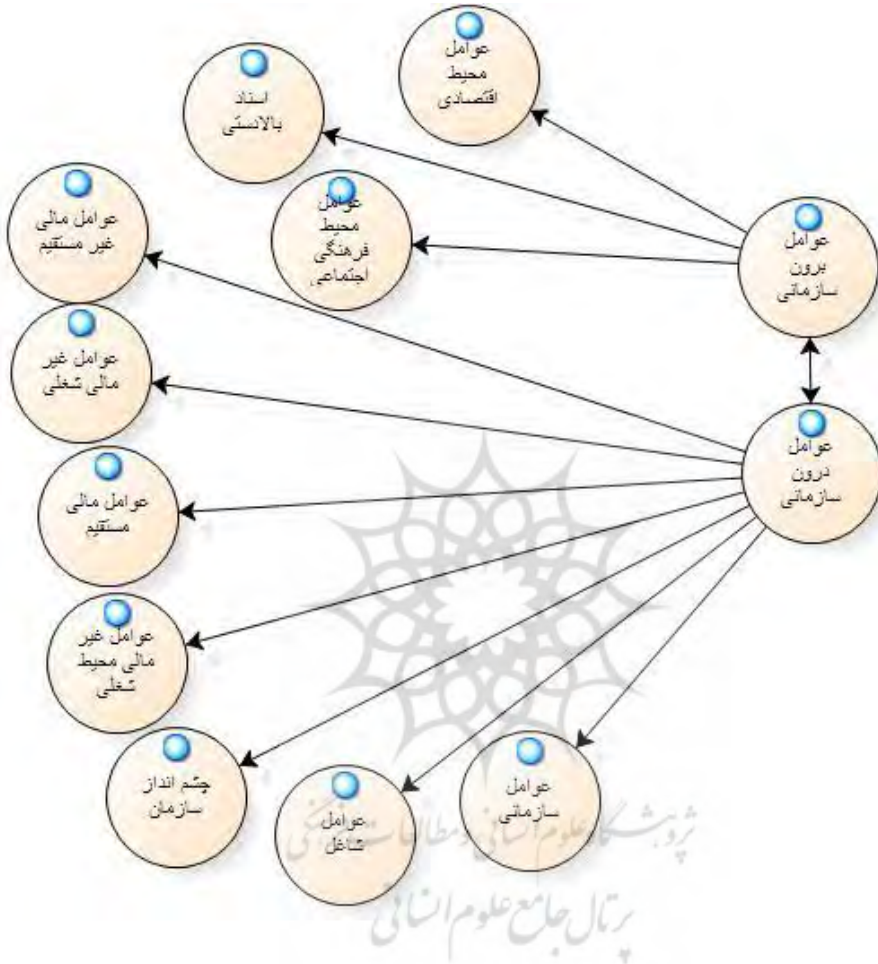 عوامل
محیط
اقتصادی
اسناد
بالادستی
عوامل
محیط
فرهنگی
اجتماعی
عوامل
برون
سازمانی
عوامل مالی
غیر مستقیم
عوامل غیر
مالی شغلی
عوامل
درون
سازمانی
عوامل مالی
مستقیم
عوامل غیر
مالی محیط
شغلی
چشم انداز
سازمان
عوامل
شاغل
عوامل
سازمانی
پژوهشگاه علوم انسانی و مطالعات فرهنگی
پرتال جامع علوم انسانی